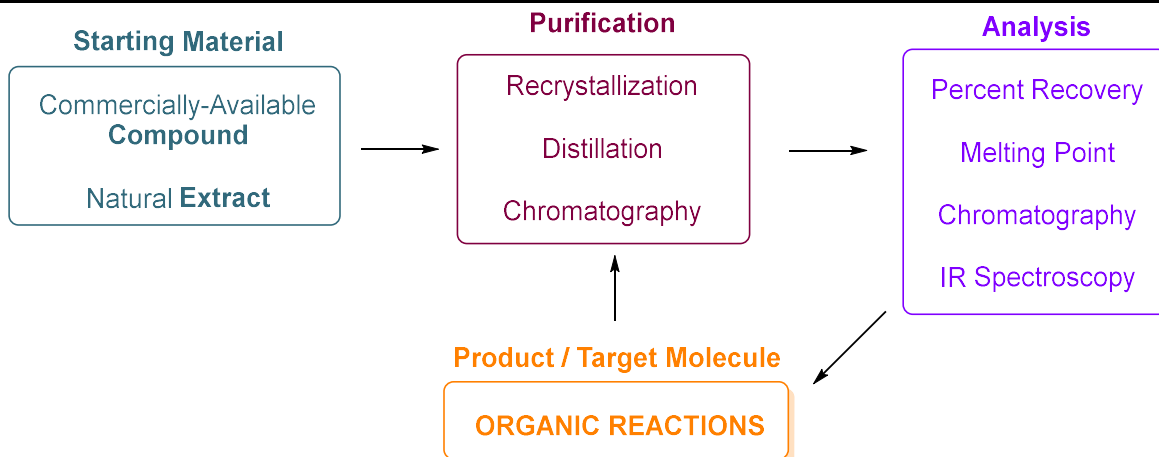 Starting Material
Commercially-Available
Compound
Natural Extract
Purification
Recrystallization
Distillation
Chromatography
Analysis
Percent Recovery
Melting Point
Chromatography
IR Spectroscopy
Product / Target Molecule
ORGANIC REACTIONS